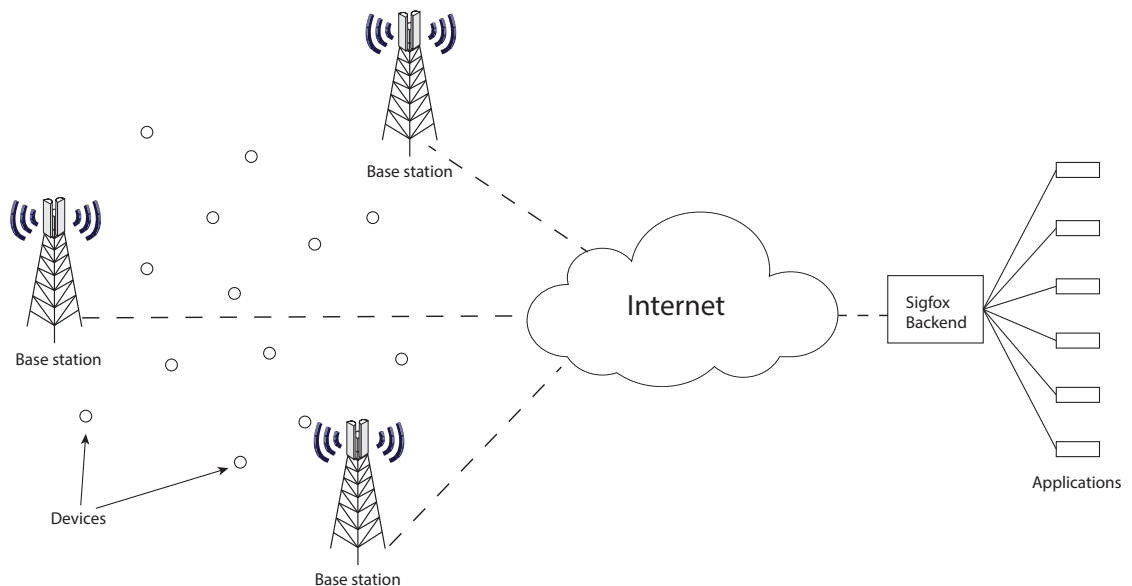 Base station
Base station
Internet
Sigfox
Backend
Applications
Devices
Base station